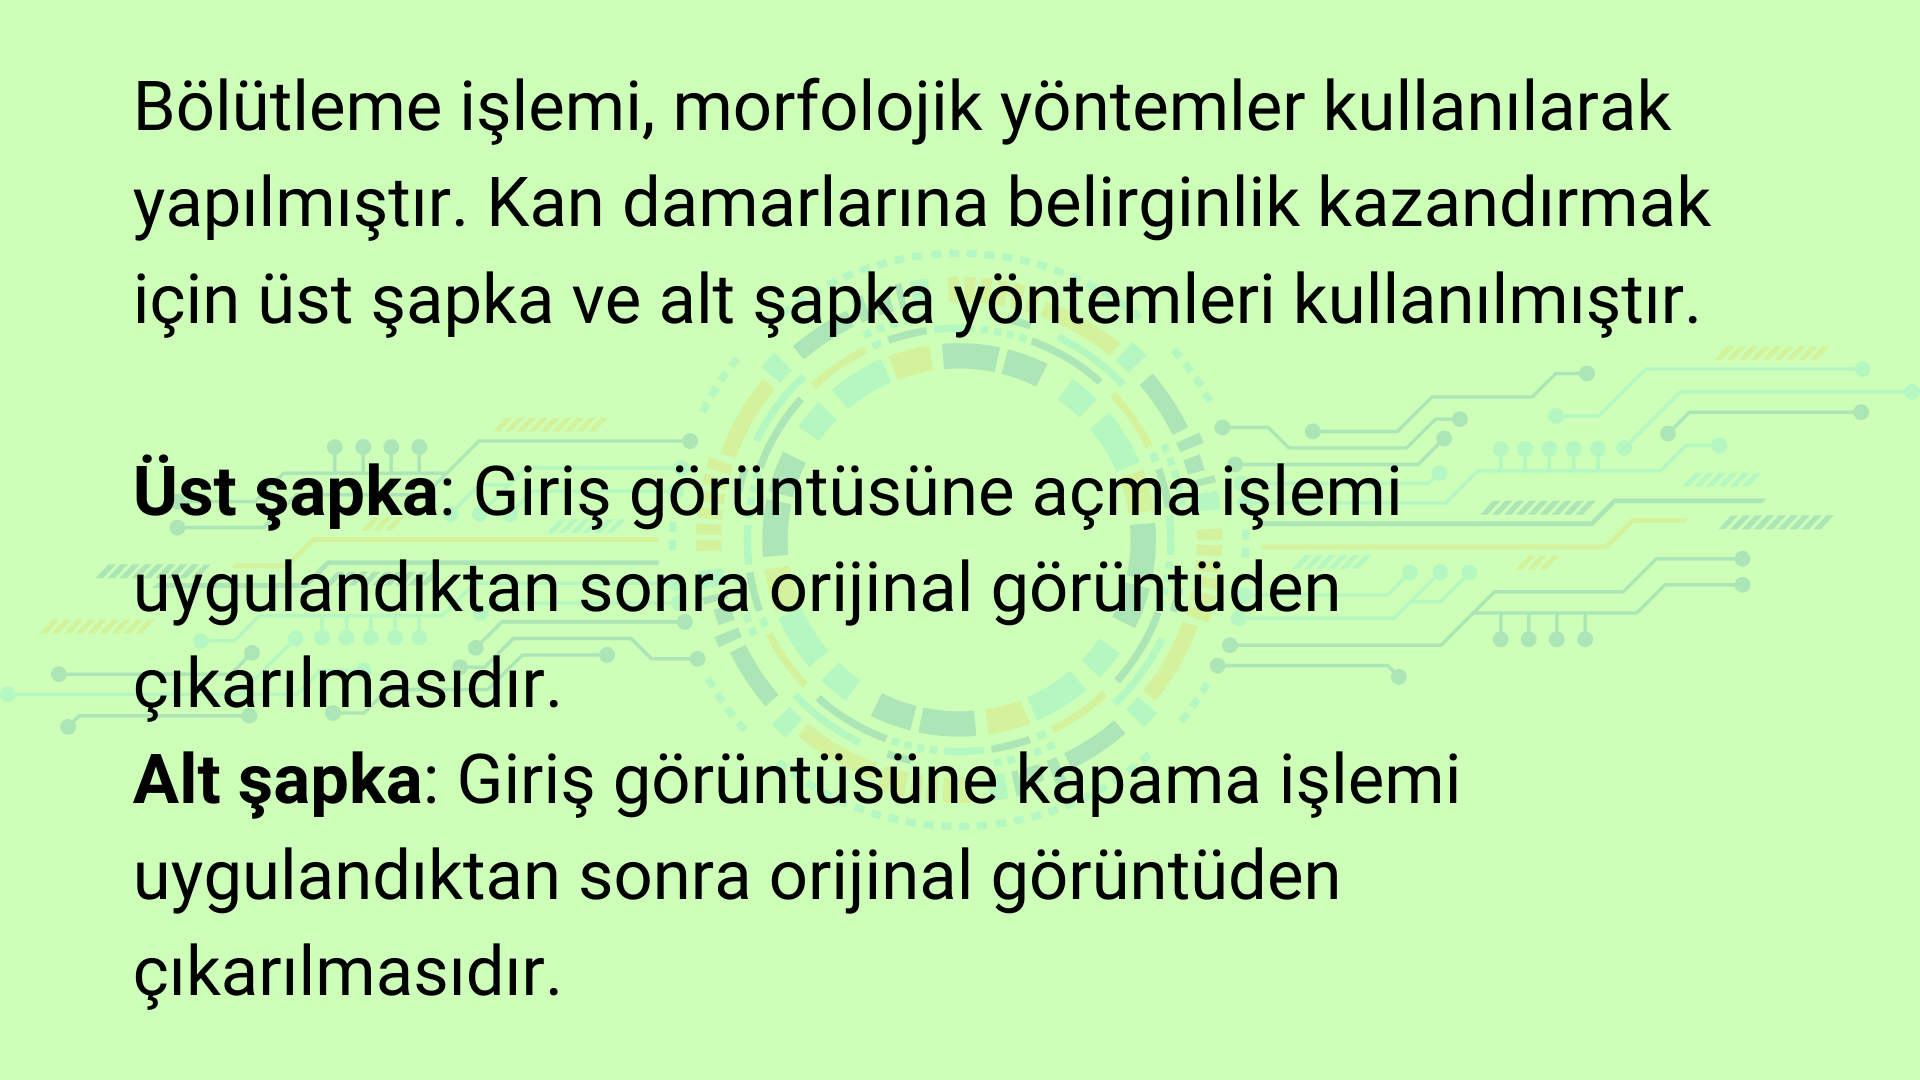 Bölütleme işlemi, morfolojik yöntemler kullanılarak
yapılmıştır. Kan damarlarına belirginlik kazandırmak
için üst şapka ve alt şapka yöntemleri kullanılmıştır.
Üst şapka: Giriş görüntüsüne açma işlemi
uygulandıktan sonra orijinal görüntüden
çıkarılmasıdır.
Alt şapka: Giriş görüntüsüne kapama işlemi
uygulandıktan sonra orijinal görüntüden
çıkarılmasıdır.